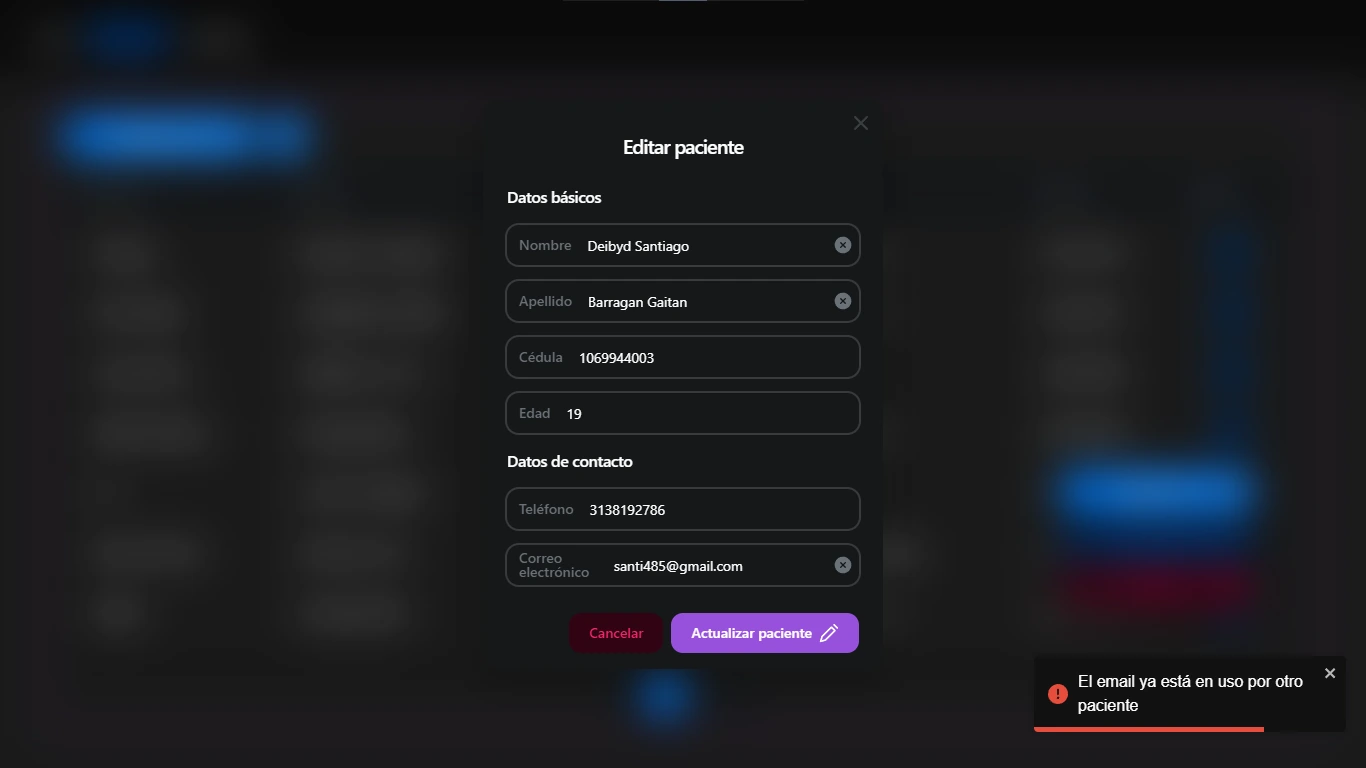 Editar paciente
Datos básicos
Nombre Deibyd Santiago
Apellido Barragan Gaitan
Cédula 1069944003
Edad 19
Datos de contacto
Teléfono 3138192786
Correo
electrónico santi485@gmail.com
Cancelar Actualizar paciente
El email ya está en uso por otro
paciente